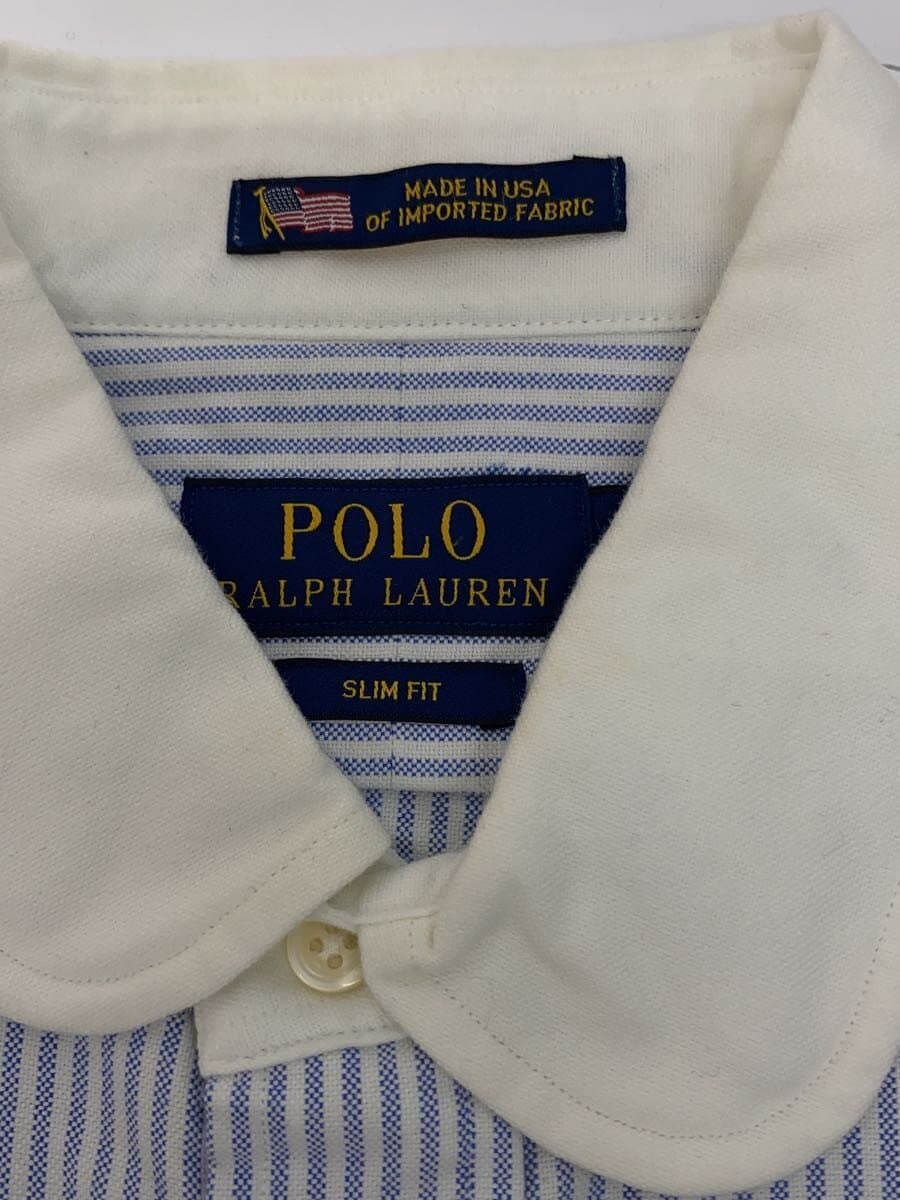 MADE IN USA
OF IMPORTED FABRIC
POLO
RALPH LAUREN
SLIM FIT